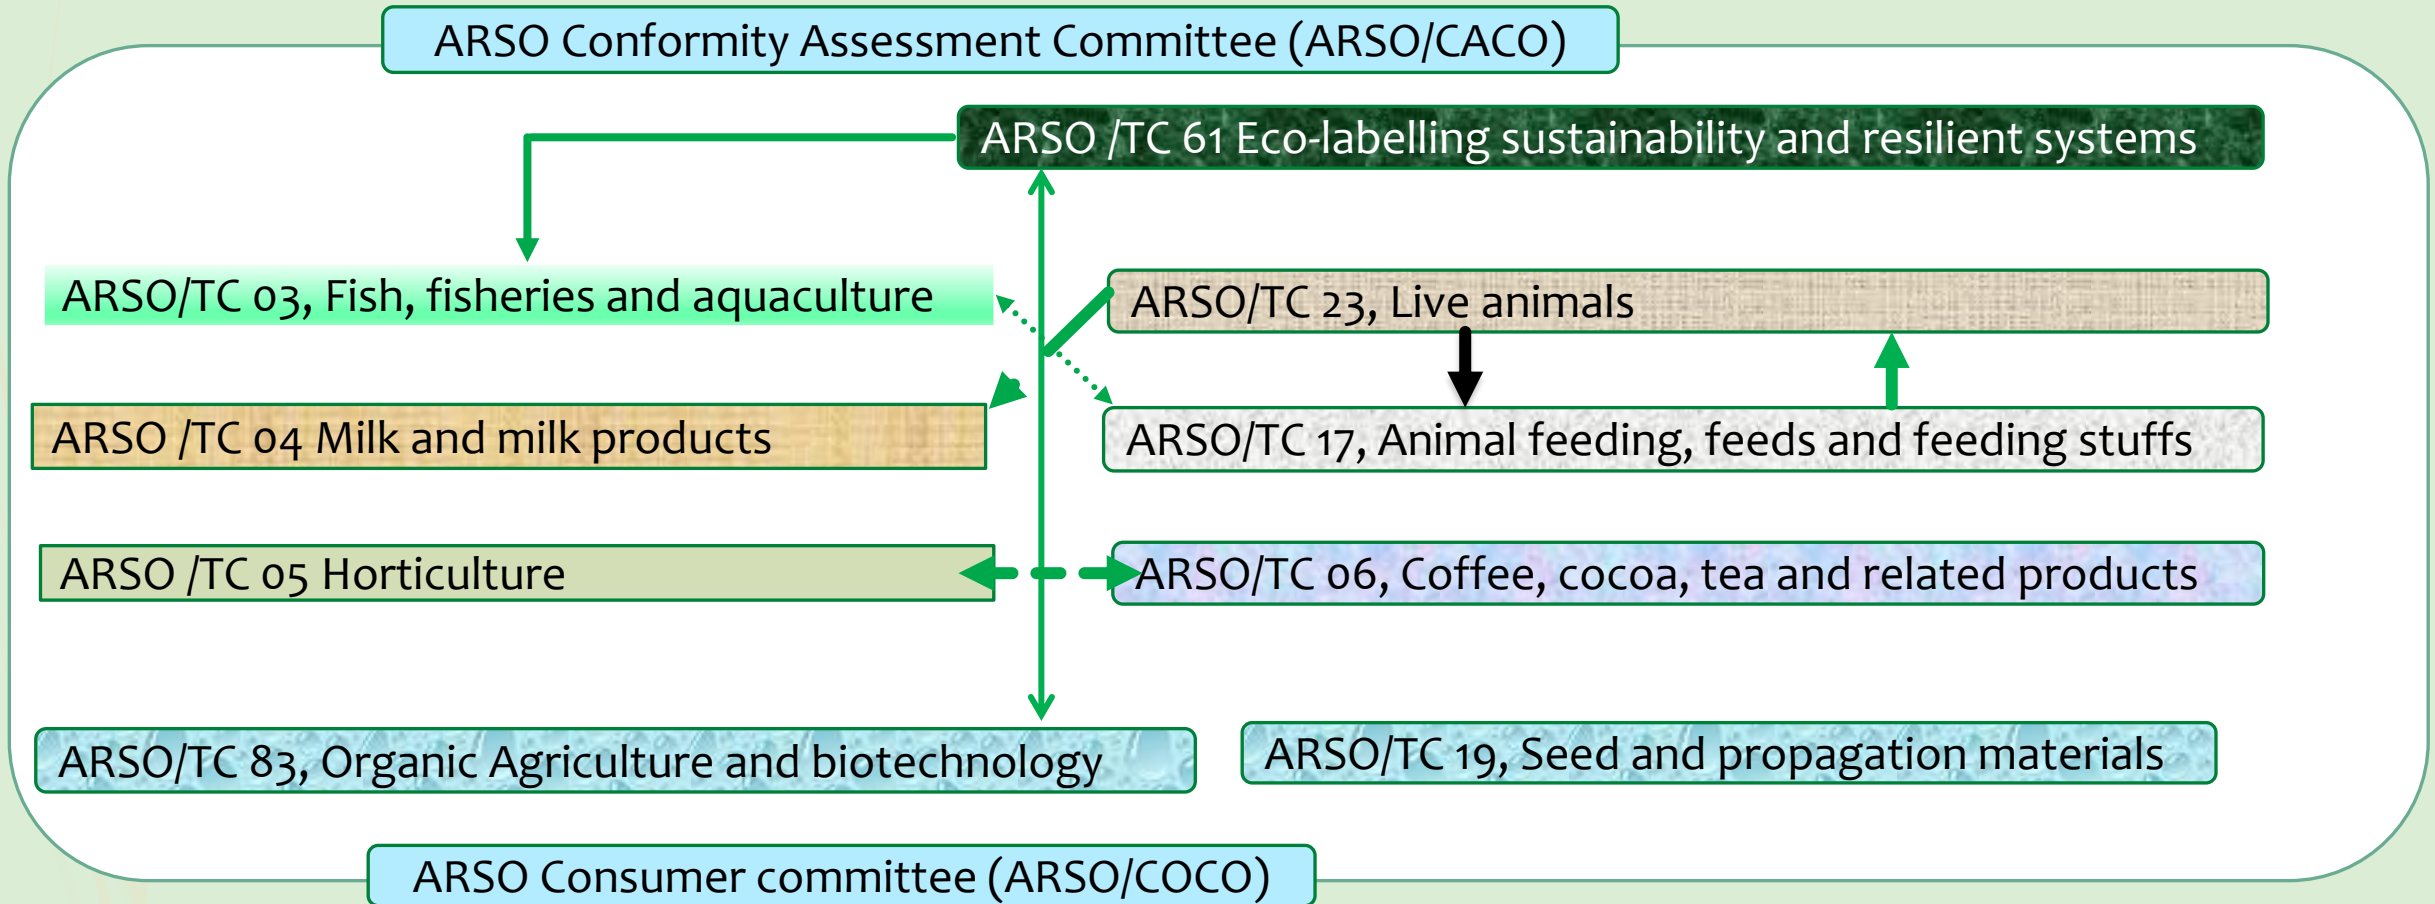 ARSO Conformity Assessment Committee (ARSO/CACO)
ARSO /TC 61 Eco-labelling sustainability and resilient systems
ARSO/TC 03, Fish, fisheries and aquaculture
ARSO/TC 23, Live animals
ARSO /TC 04 Milk and milk products
ARSO/TC 17, Animal feeding, feeds and feeding stuffs
ARSO /TC 05 Horticulture
ARSO/TC 06, Coffee, cocoa, tea and related products
ARSO/TC 83, Organic Agriculture and biotechnology
ARSO/TC 19, Seed and propagation materials
ARSO Consumer committee (ARSO/COCO)